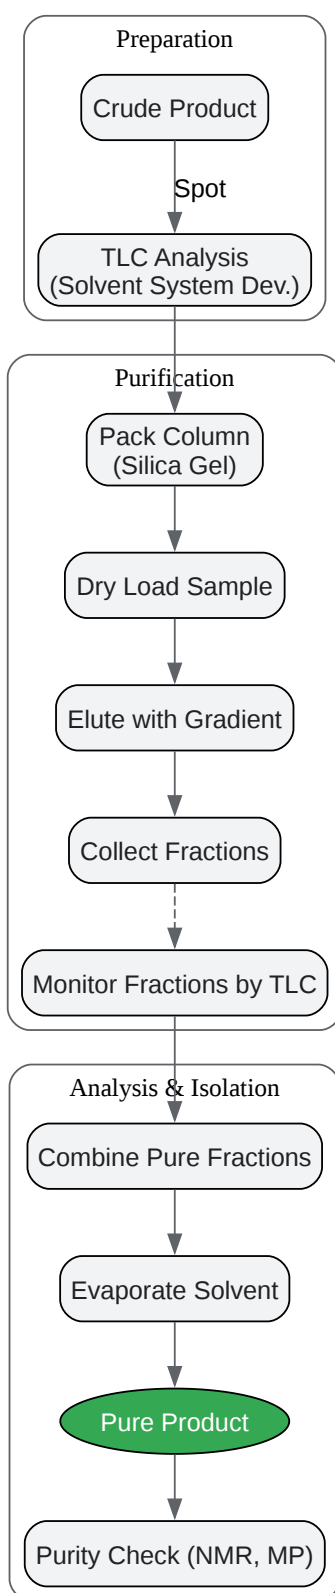 Preparation
Crude Product
Spot
TLC Analysis
(Solvent System Dev.)
Purification
Pack Column
(Silica Gel)
Dry Load Sample
Elute with Gradient
Collect Fractions
Monitor Fractions by TLC
Analysis & Isolation
Combine Pure Fractions
Evaporate Solvent
Pure Product
Purity Check (NMR, MP)